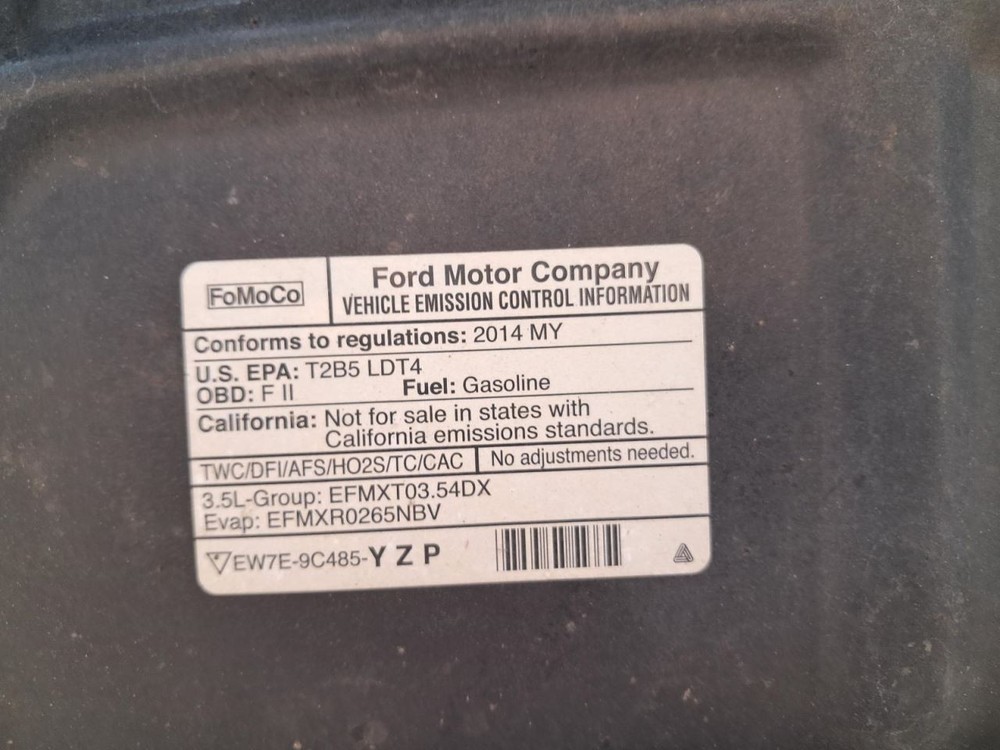 FoMoCo
Ford Motor Company
VEHICLE EMISSION CONTROL INFORMATION
Conforms to regulations: 2014 MY
U.S. EPA: T2B5 LDT4
OBD: F II Fuel: Gasoline
California: Not for sale in states with
California emissions standards.
TWC/DFI/AFS/HO2S/TC/CAC No adjustments needed.
3.5L-Group: EFMXT03.54DX
Evap: EFMXR0265NBV
EW7E-9C485-Y Z P